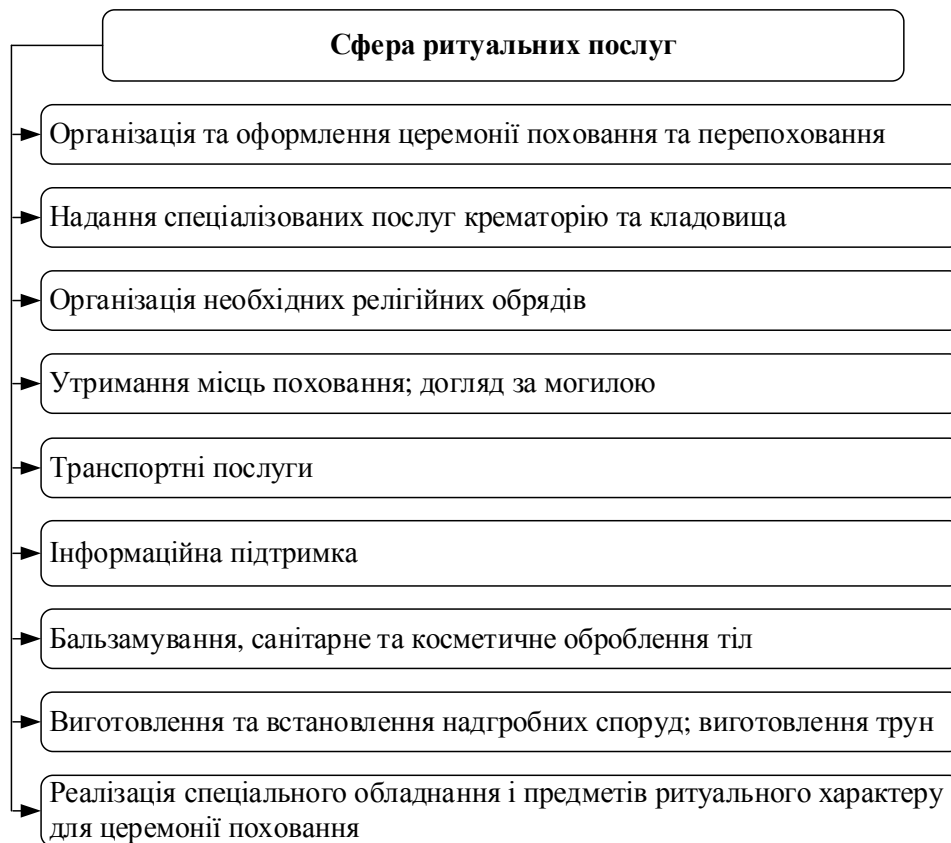 Сфера ритуальних послуг
Організація та оформлення церемонії поховання та перепоховання
Надання спеціалізованих послуг крематорію та кладовища
Організація необхідних релігійних обрядів
Утримання місць поховання; догляд за могилою
Транспортні послуги
Інформаційна підтримка
Бальзамування, санітарне та косметичне оброблення тіл
Виготовлення та встановлення надгробних споруд; виготовлення трун
Реалізація спеціального обладнання і предметів ритуального характеру
для церемонії поховання